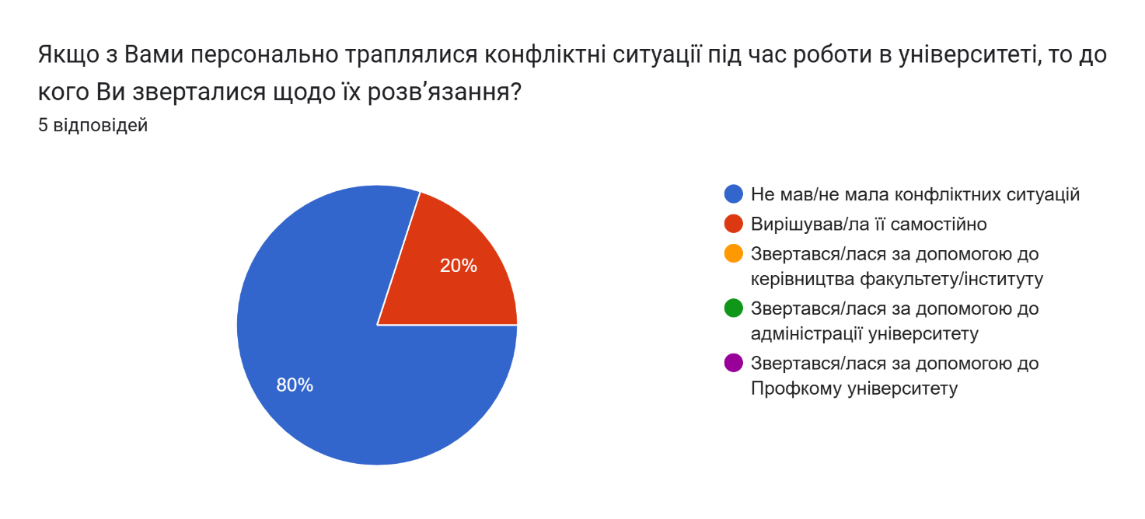 Якщо з Вами персонально траплялися конфліктні ситуації під час роботи в університеті, то до
кого Ви зверталися щодо їх розв’язання?
5 відповідей
20%
80%
Не мав/не мала конфліктних ситуацій
Вирішував/ла її самостійно
Звертався/лася за допомогою до
керівництва факультету/інституту
Звертався/лася за допомогою до
адміністрації університету
Звертався/лася за допомогою до
Профкому університету